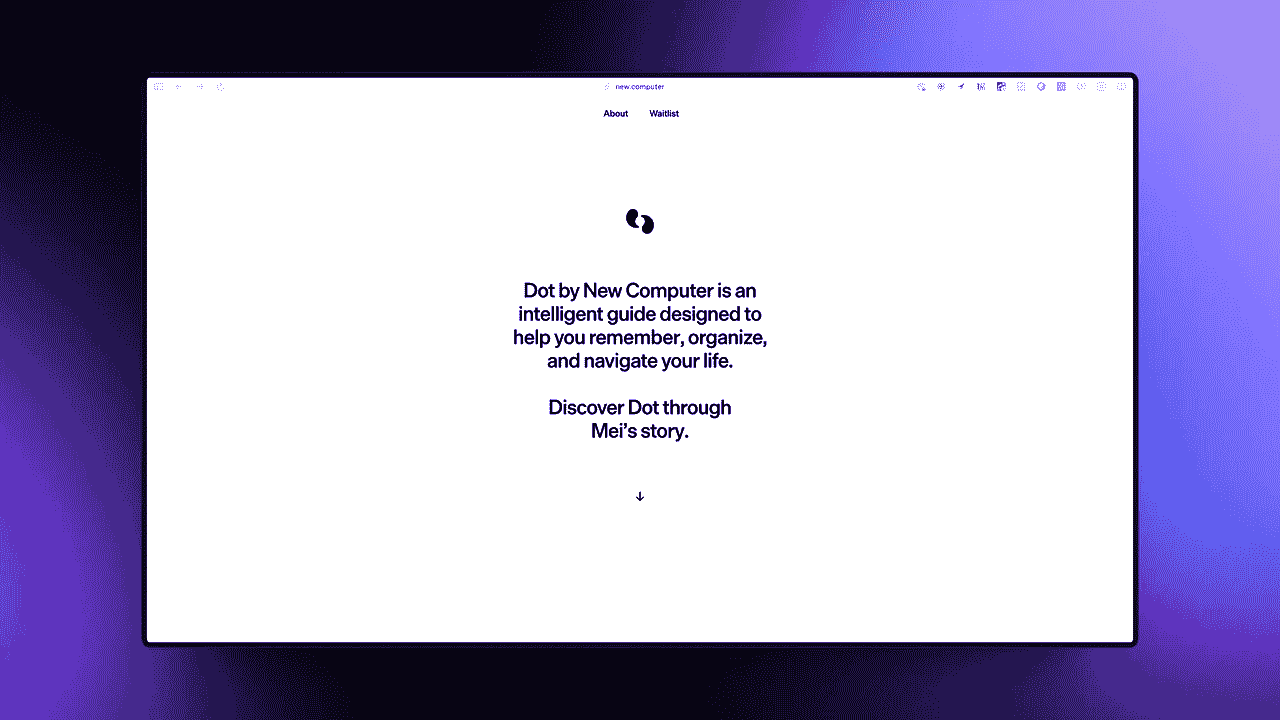 new.computer
About Waitlist
Dot by New Computer is an
intelligent guide designed to
help you remember, organize,
and navigate your life.
Discover Dot through
Mei’s story.